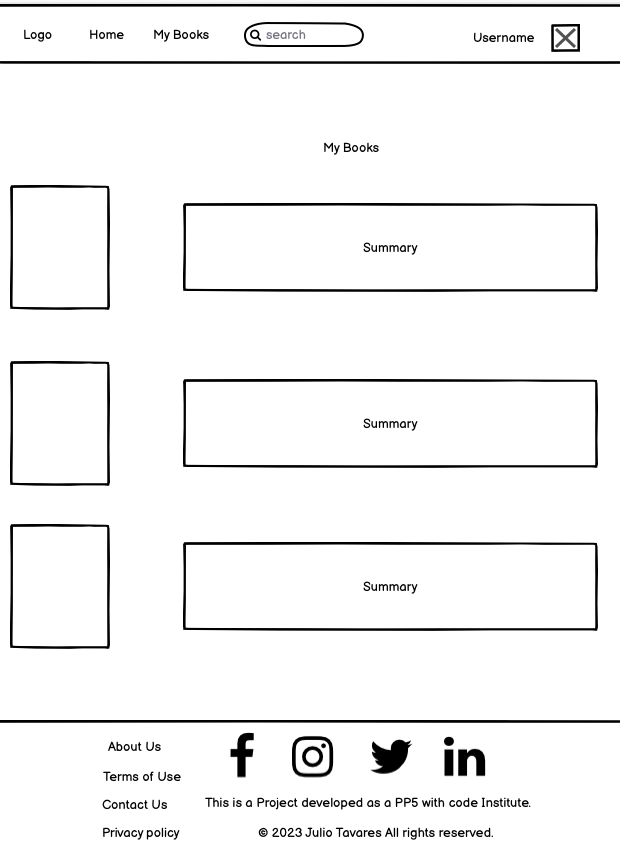 Logo Home My Books search Username
My Books
Summary
Summary
Summary
About Us
Terms of Use
Contact Us
Privacy policy
This is a Project developed as a PP5 with code Institute.
© 2023 Julio Tavares All rights reserved.